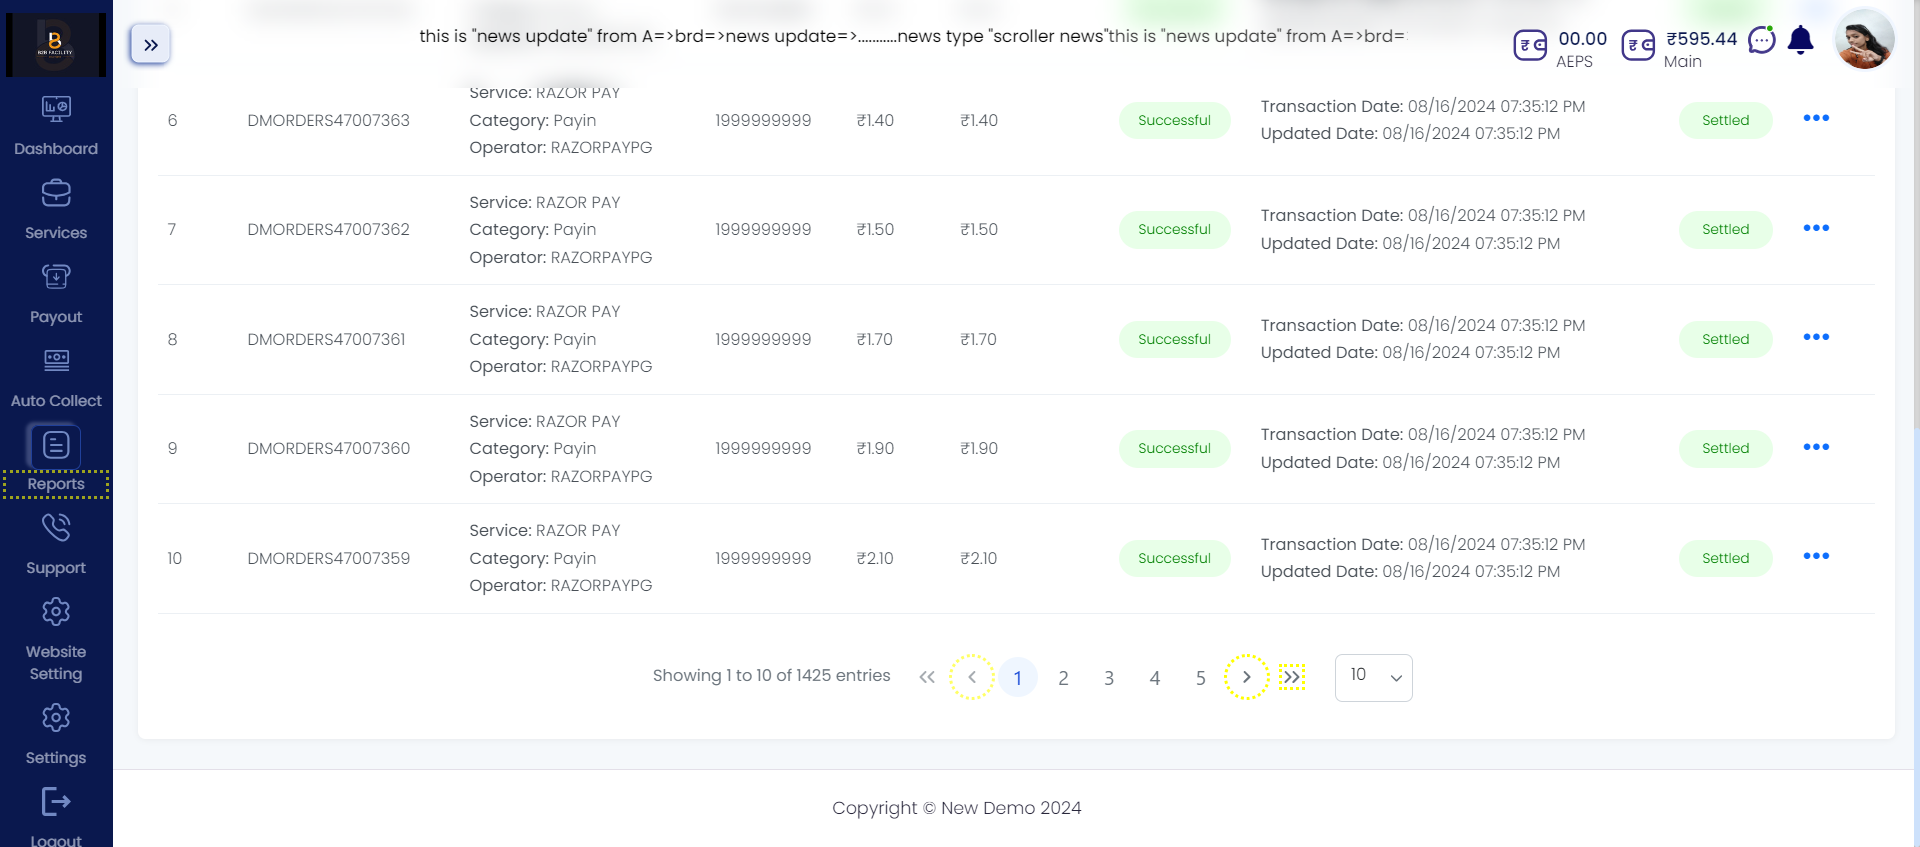 B2B FACILITY
this is "news update" from A=>brd=>news update=>...........news type "scroller news"this is "news update" from A=>brd=
00.00
AEPS
₹595.44
Main
Dashboard
Services
Payout
Auto Collect
Reports
Support
Website
Setting
Settings
Logout
Service: RAZOR PAY
6 DMORDERS47007363 Category: Payin 1999999999 ₹1.40 ₹1.40 Successful Transaction Date: 08/16/2024 07:35:12 PM Settled
Updated Date: 08/16/2024 07:35:12 PM
Operator: RAZORPAYPG
Service: RAZOR PAY
7 DMORDERS47007362 Category: Payin 1999999999 ₹1.50 ₹1.50 Successful Transaction Date: 08/16/2024 07:35:12 PM Settled
Updated Date: 08/16/2024 07:35:12 PM
Operator: RAZORPAYPG
Service: RAZOR PAY
8 DMORDERS47007361 Category: Payin 1999999999 ₹1.70 ₹1.70 Successful Transaction Date: 08/16/2024 07:35:12 PM Settled
Updated Date: 08/16/2024 07:35:12 PM
Operator: RAZORPAYPG
Service: RAZOR PAY
9 DMORDERS47007360 Category: Payin 1999999999 ₹1.90 ₹1.90 Successful Transaction Date: 08/16/2024 07:35:12 PM Settled
Updated Date: 08/16/2024 07:35:12 PM
Operator: RAZORPAYPG
Service: RAZOR PAY
10 DMORDERS47007359 Category: Payin 1999999999 ₹2.10 ₹2.10 Successful Transaction Date: 08/16/2024 07:35:12 PM Settled
Updated Date: 08/16/2024 07:35:12 PM
Operator: RAZORPAYPG
Showing 1 to 10 of 1425 entries « ‹ 1 2 3 4 5 › » 10
Copyright © New Demo 2024